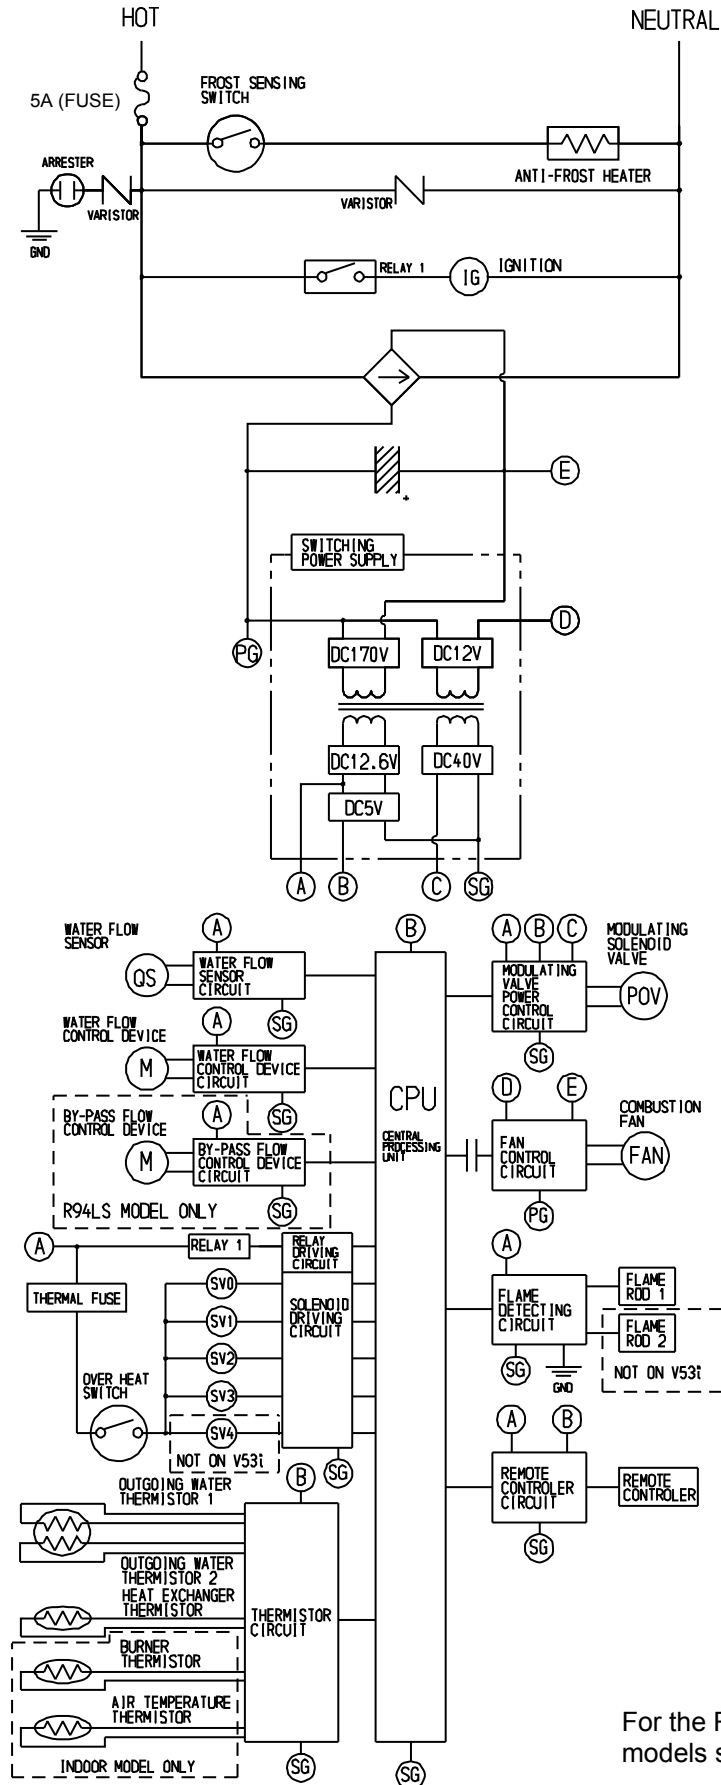 HOT
NEUTRAL
5A (FUSE)
FROST SENSING
SWITCH
ANTI-FROST HEATER
ARRESTER
VARISTOR
VARISTOR
GND
RELAY 1
IGNITION
IG
E
SWITCHING
POWER SUPPLY
D
PG
DC170V
DC12V
DC12.6V
DC40V
DC5V
A
B
C
SG
WATER FLOW
SENSOR
QS
A
WATER FLOW
SENSOR
CIRCUIT
SG
WATER FLOW
CONTROL DEVICE
M
A
WATER FLOW
CONTROL DEVICE
CIRCUIT
SG
BY-PASS FLOW
CONTROL DEVICE
M
A
BY-PASS FLOW
CONTROL DEVICE
CIRCUIT
SG
R94LS MODEL ONLY
B
CPU
CENTRAL
PROCESSING
UNIT
A
B
C
MODULATING
VALVE
POWER
CONTROL
CIRCUIT
SG
MODULATING
SOLENOID
VALVE
POV
D
E
FAN
CONTROL
CIRCUIT
PG
COMBUSTION
FAN
FAN
A
RELAY 1
RELAY
DRIVING
CIRCUIT
THERMAL FUSE
SV0
SV1
SV2
SV3
SV4
SOLENOID
DRIVING
CIRCUIT
OVER HEAT
SWITCH
NOT ON V53i
SG
A
FLAME
DETECTING
CIRCUIT
SG
GND
FLAME
ROD 1
FLAME
ROD 2
NOT ON V53i
A
B
REMOTE
CONTROLER
CIRCUIT
SG
REMOTE
CONTROLER
OUTGOING WATER
THERMISTOR 1
B
OUTGOING WATER
THERMISTOR 2
HEAT EXCHANGER
THERMISTOR
THERMISTOR
CIRCUIT
BURNER
THERMISTOR
AIR TEMPERATURE
THERMISTOR
INDOOR MODEL ONLY
SG
SG
For the
models